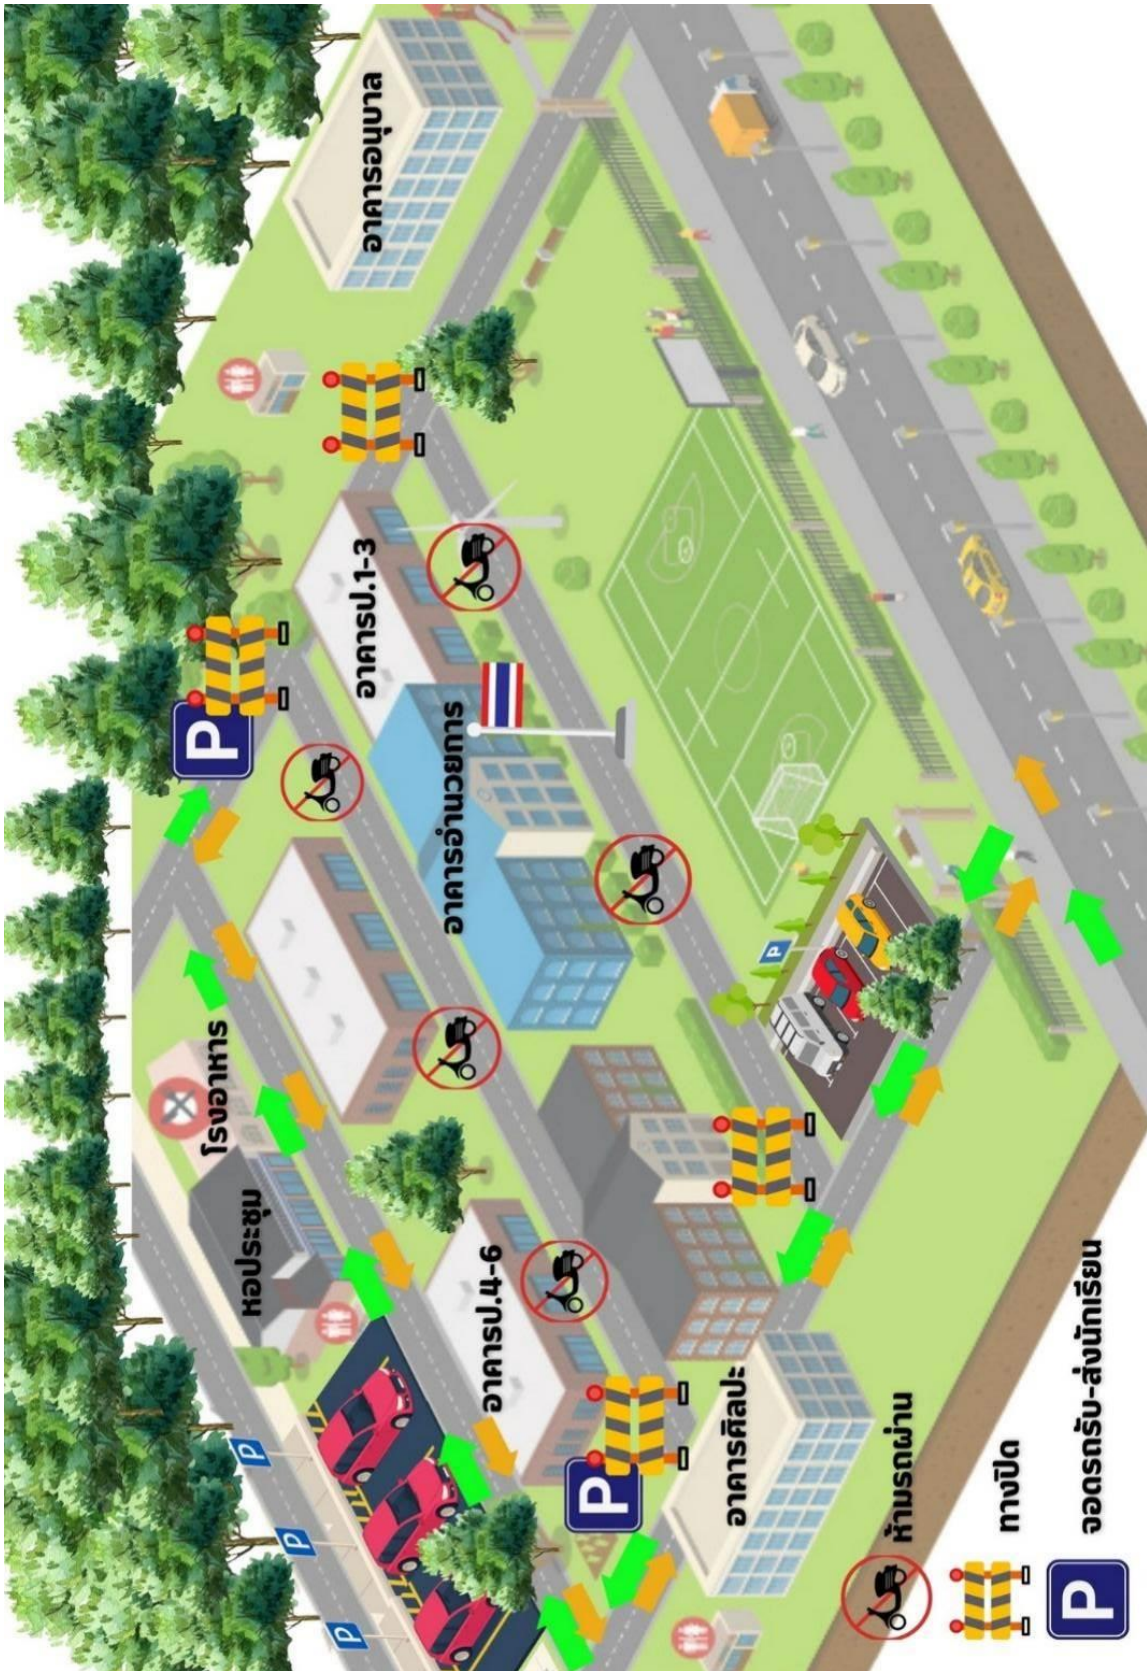 อาคารอนุบาล
อาคารป.1-3
อาคารอำนวยการ
โรงอาหาร
หอประชุม
อาคารป.4-6
อาคารศิลปะ
P
P
P
P
P
P
ห้ามรถผ่าน
ทางปิด
P
จอดรถรับ-ส่งนักเรียน